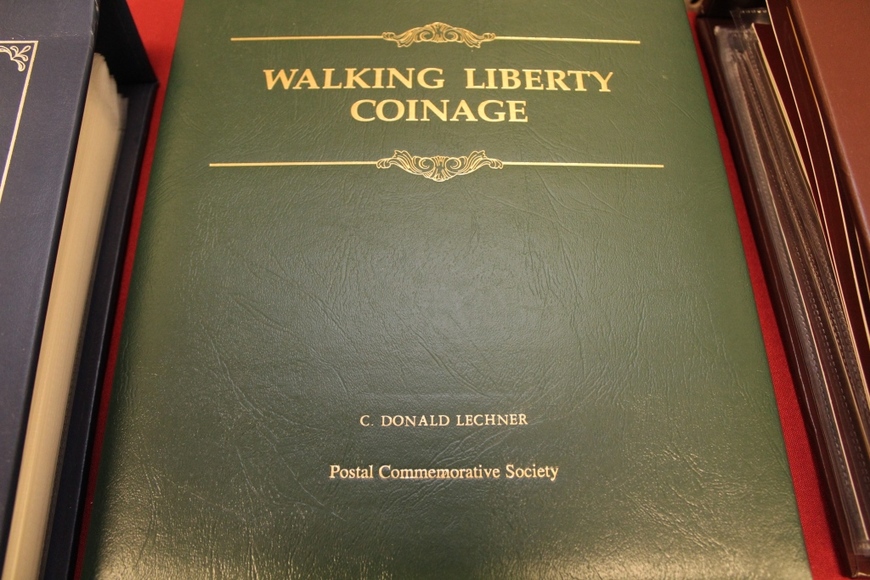 WALKING LIBERTY
COINAGE
C. DONALD LECHNER
Postal Commemorative Society